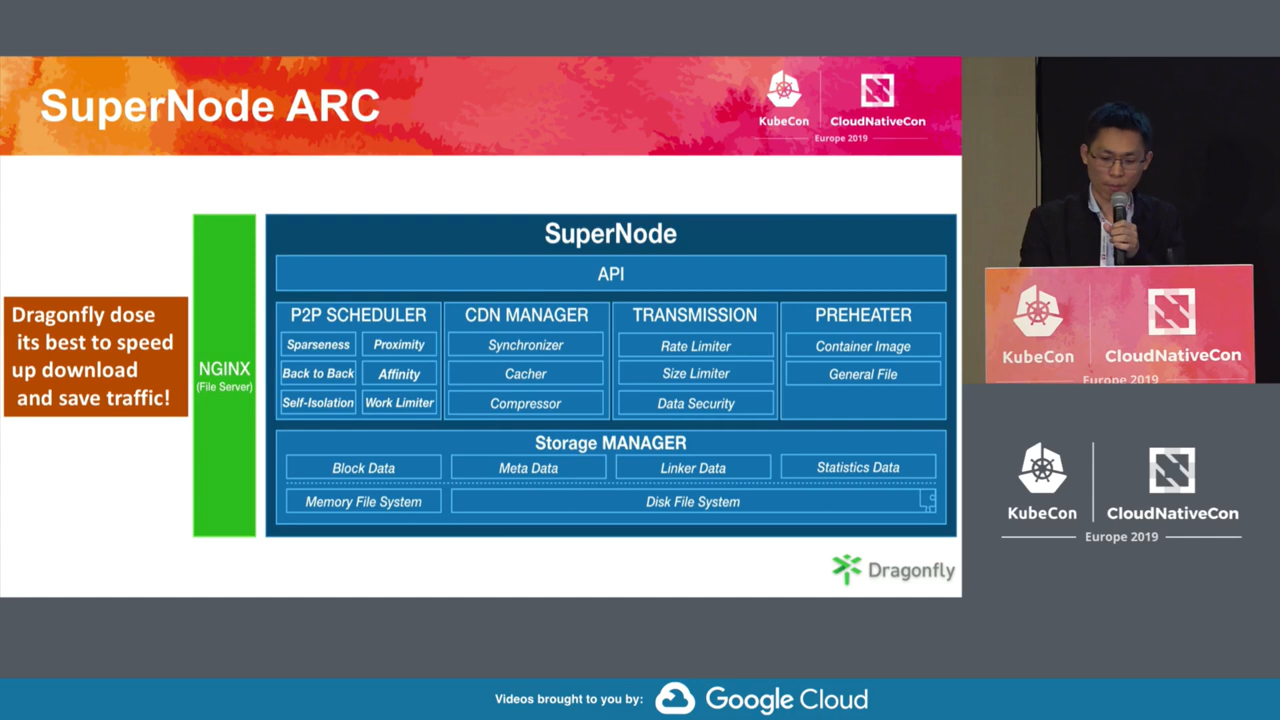 SuperNode ARC
KubeCon
CloudNativeCon
Europe 2019
Dragonfly dose
its best to speed
up download
and save traffic!
NGINX
(File Server)
SuperNode
API
P2P SCHEDULER
Sparseness
Proximity
Back to Back
Affinity
Self-Isolation
Work Limiter
CDN MANAGER
Synchronizer
Cacher
Compressor
TRANSMISSION
Rate Limiter
Size Limiter
Data Security
PREHEATER
Container Image
General File
Storage MANAGER
Block Data
Meta Data
Linker Data
Statistics Data
Memory File System
Disk File System
Dragonfly
KubeCon
CloudNativeCon
Europe 2019
KubeCon
CloudNativeCon
Europe 2019
Videos brought to you by:
Google Cloud